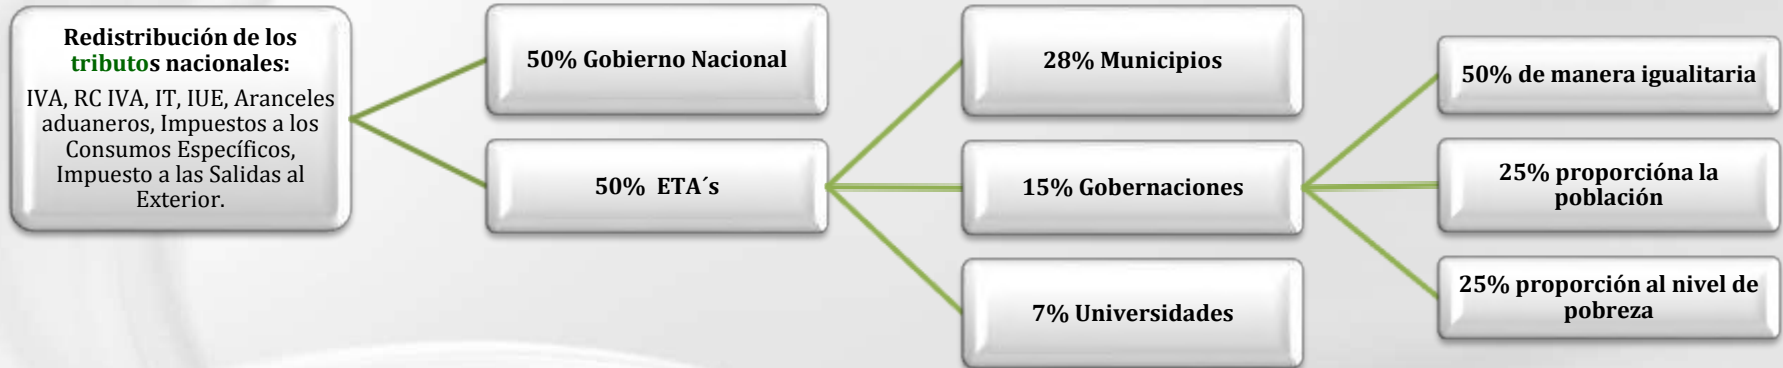 Redistribución de los
tributos nacionales:
IVA, RC IVA, IT, IUE, Aranceles
aduaneros, Impuestos a los
Consumos Específicos,
Impuesto a las Salidas al
Exterior.
50% Gobierno Nacional
50% ETA´s
28% Municipios
15% Gobernaciones
7% Universidades
50% de manera igualitaria
25% proporcióna la
población
25% proporción al nivel de
pobreza